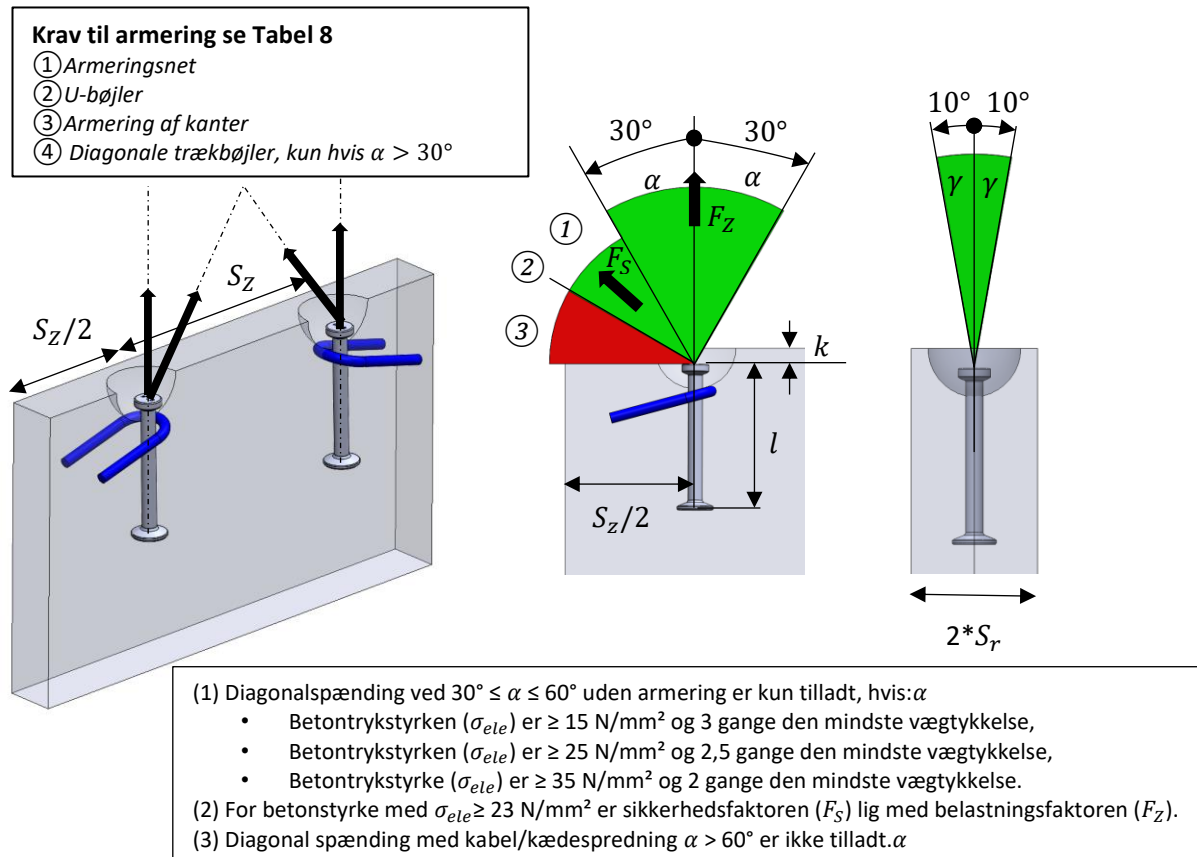 Krav til armering se Tabel 8
① Armeringsnet
② U-bøjler
③ Armering af kanter
④ Diagonale trækbøjler, kun hvis α > 30°
S_Z
S_Z/2
30°
30°
α
α
①
F_Z
②
F_S
③
k
l
S_Z/2
10°
10°
γ
γ
2*S_r
(1) Diagonalspænding ved 30° ≤ α ≤ 60° uden armering er kun tilladt, hvis:α
• Betontrykstyrken (σ_ele) er ≥ 15 N/mm² og 3 gange den mindste vægtykkelse,
• Betontrykstyrken (σ_ele) er ≥ 25 N/mm² og 2,5 gange den mindste vægtykkelse,
• Betontrykstyrke (σ_ele) er ≥ 35 N/mm² og 2 gange den mindste vægtykkelse.
(2) For betonstyrke med σ_ele≥ 23 N/mm² er sikkerhedsfaktoren (F_S) lig med belastningsfaktoren (F_Z).
(3) Diagonal spænding med kabel/kædespredning α > 60° er ikke tilladt.α